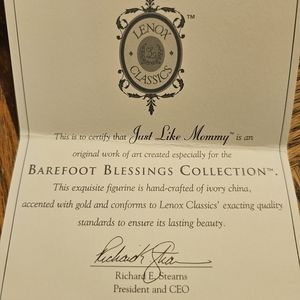 LENOX
CLASSICS
™
This is to certify that Just Like Mommy™ is an
original work of art created especially for the
BAREFOOT BLESSINGS COLLECTION™.
This exquisite figurine is hand-crafted of ivory china,
accented with gold and conforms to Lenox Classics' exacting quality
standards to ensure its lasting beauty.
Richard E. Stearns
President and CEO